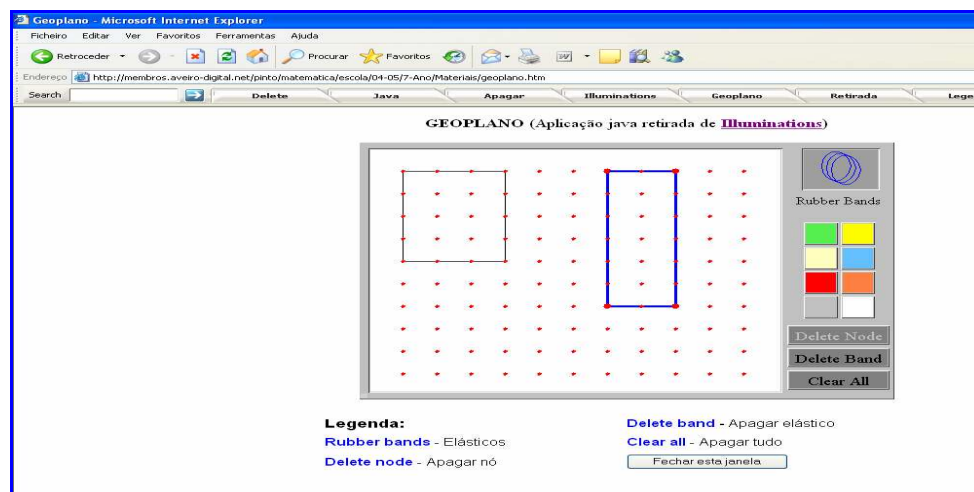 Geoplano - Microsoft Internet Explorer
Ficheiro Editar Ver Favoritos Ferramentas Ajuda
Retroceder Procurar Favoritos
Endereço http://membros.aveiro-digital.net/pinto/matematica/escola/04-05/7-Ano/Materiais/geoplano.htm
Search Delete Java Apagar Illuminations Geoplano Retirada Lege
GEOPLANO (Aplicação java retirada de Illuminations)
Rubber Bands
Delete Node
Delete Band
Clear All
Legenda:
Rubber bands - Elásticos
Delete node - Apagar nó
Delete band - Apagar elástico
Clear all - Apagar tudo
Fechar esta janela